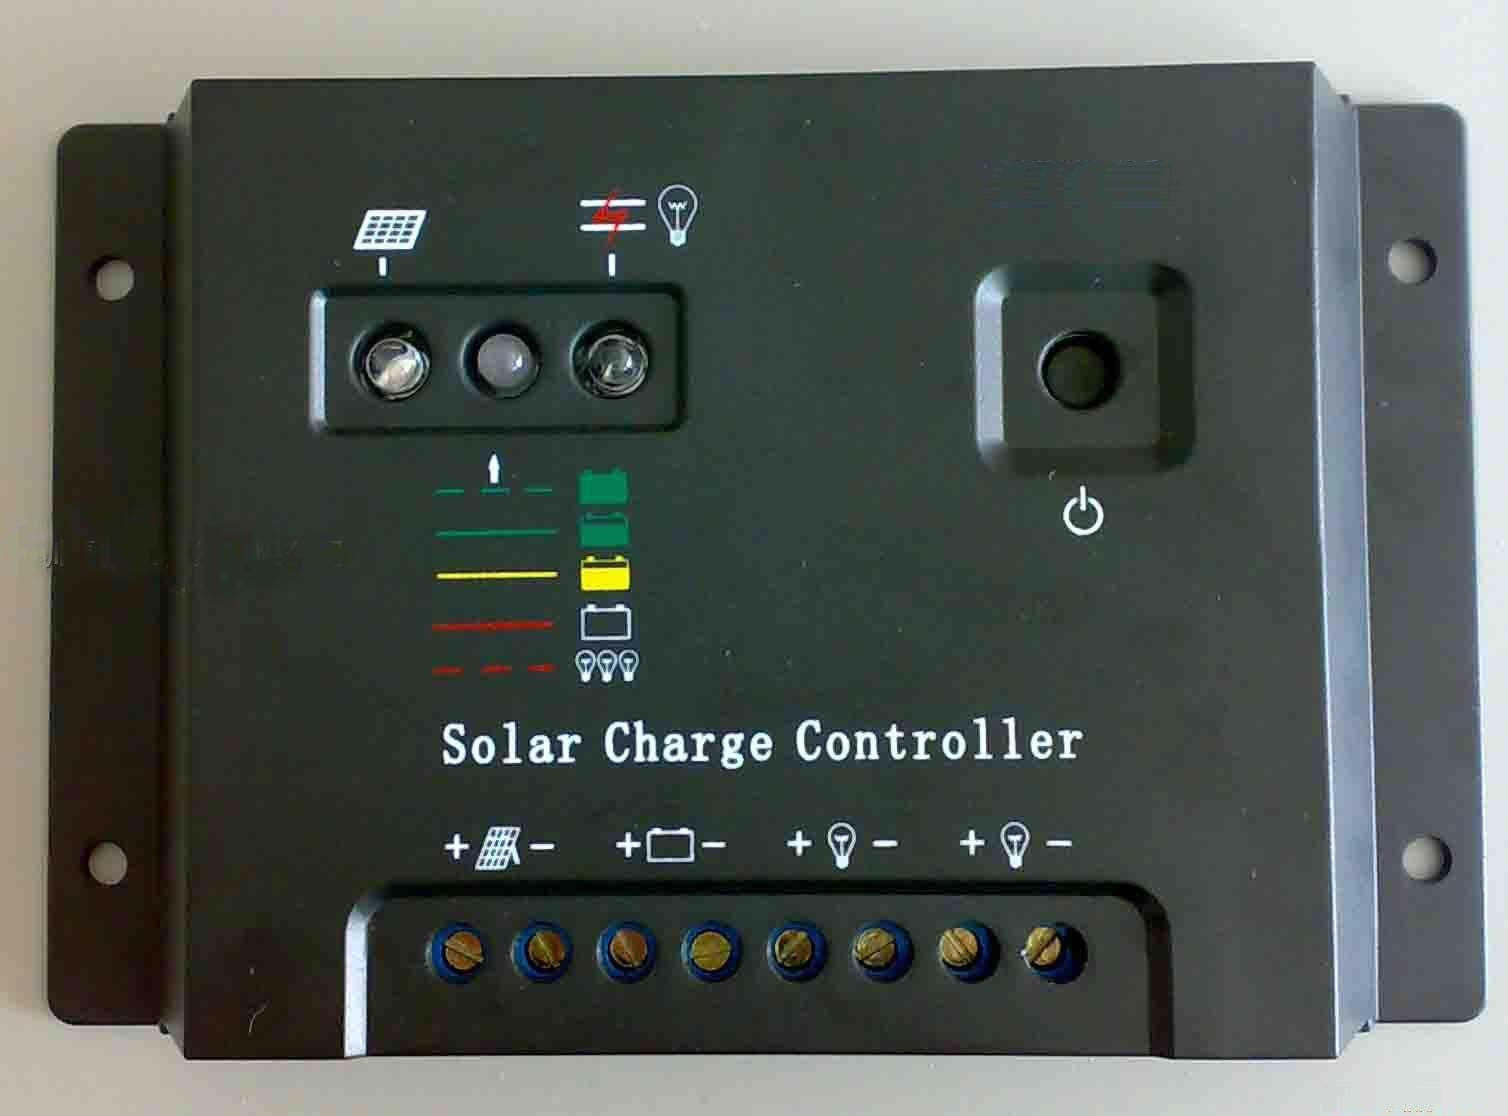 Solar Charge Controller
+ - + - + - + -